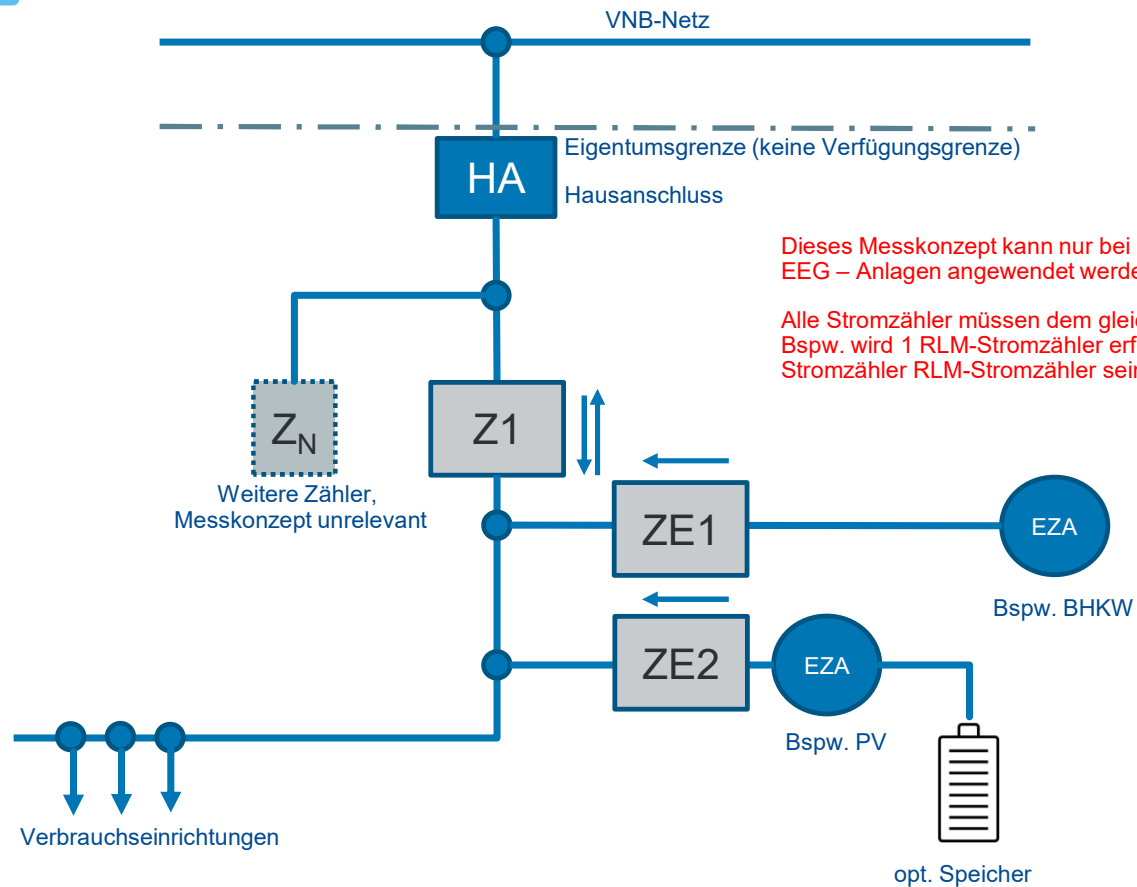 VNB-Netz
Eigentumsgrenze (keine Verfügungsgrenze)
HA
Hausanschluss
Dieses Messkonzept kann nur bei
EEG – Anlagen angewendet
Alle Stromzähler müssen dem
Bspw. wird 1 RLM-Stromzähler
Stromzähler RLM-Stromzähler
ZN
Z1
Weitere Zähler,
Messkonzept unrelevant
ZE1
EZA
Bspw. BHKW
ZE2
EZA
Bspw. PV
Verbrauchseinrichtungen
opt. Speicher